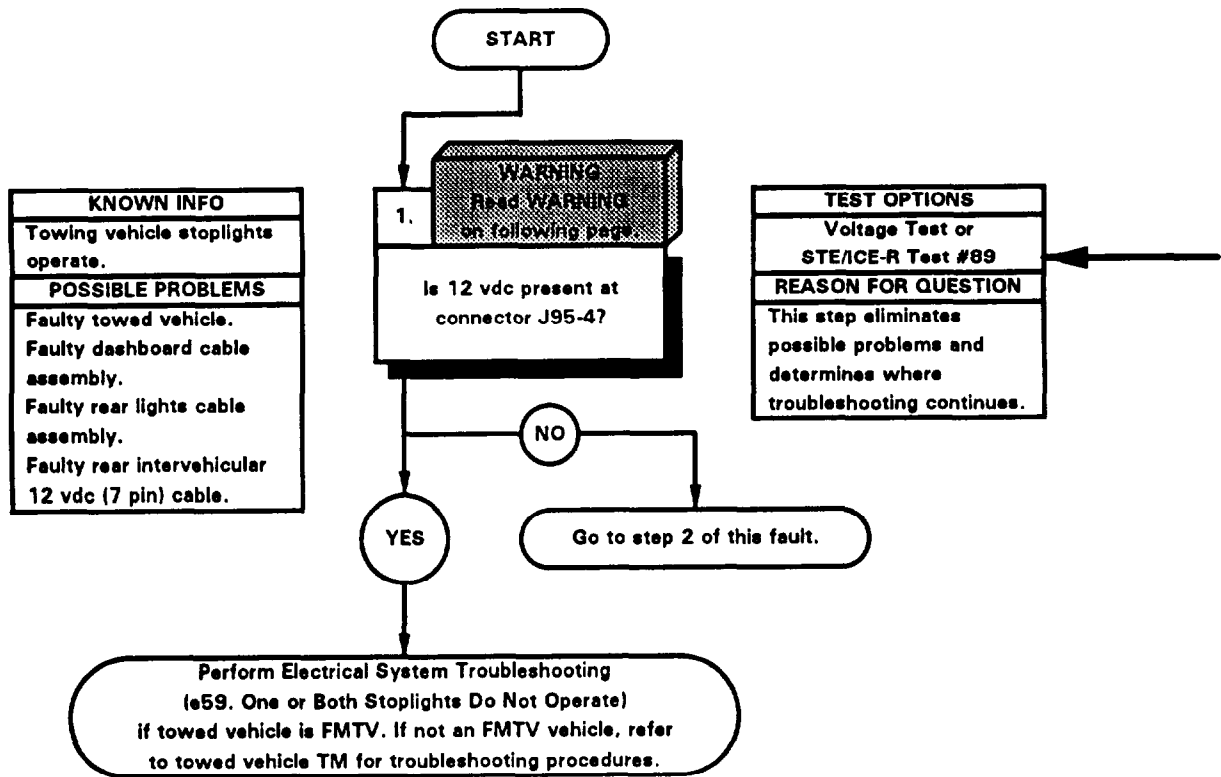 START
WARNING
Read WARNING
on following page.
1.
Is 12 vdc present at
connector J95-4?
KNOWN INFO
Towing vehicle stoplights
operate.
POSSIBLE PROBLEMS
Faulty towed vehicle.
Faulty dashboard cable
assembly.
Faulty rear lights cable
assembly.
Faulty rear intervehicular
12 vdc (7 pin) cable.
TEST OPTIONS
Voltage Test or
STE/ICE-R Test #89
REASON FOR QUESTION
This step eliminates
possible problems and
determines where
troubleshooting continues.
NO
YES
Go to step 2 of this fault.
Perform Electrical System Troubleshooting
(e59. One or Both Stoplights Do Not Operate)
if towed vehicle is FMTV. If not an FMTV vehicle, refer
to towed vehicle TM for troubleshooting procedures.